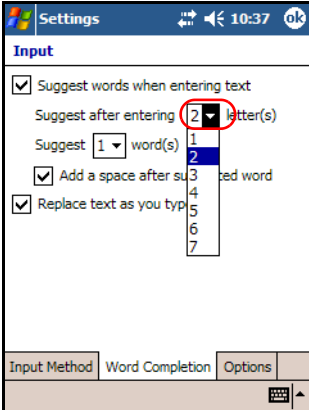 Settings 10:37 ok
Input
Suggest words when entering text
Suggest after entering 2 letter(s)
Suggest 1 word(s)
1
2
3
4
5
6
7
Add a space after su ted word
Replace text as you typ
Input Method Word Completion Options